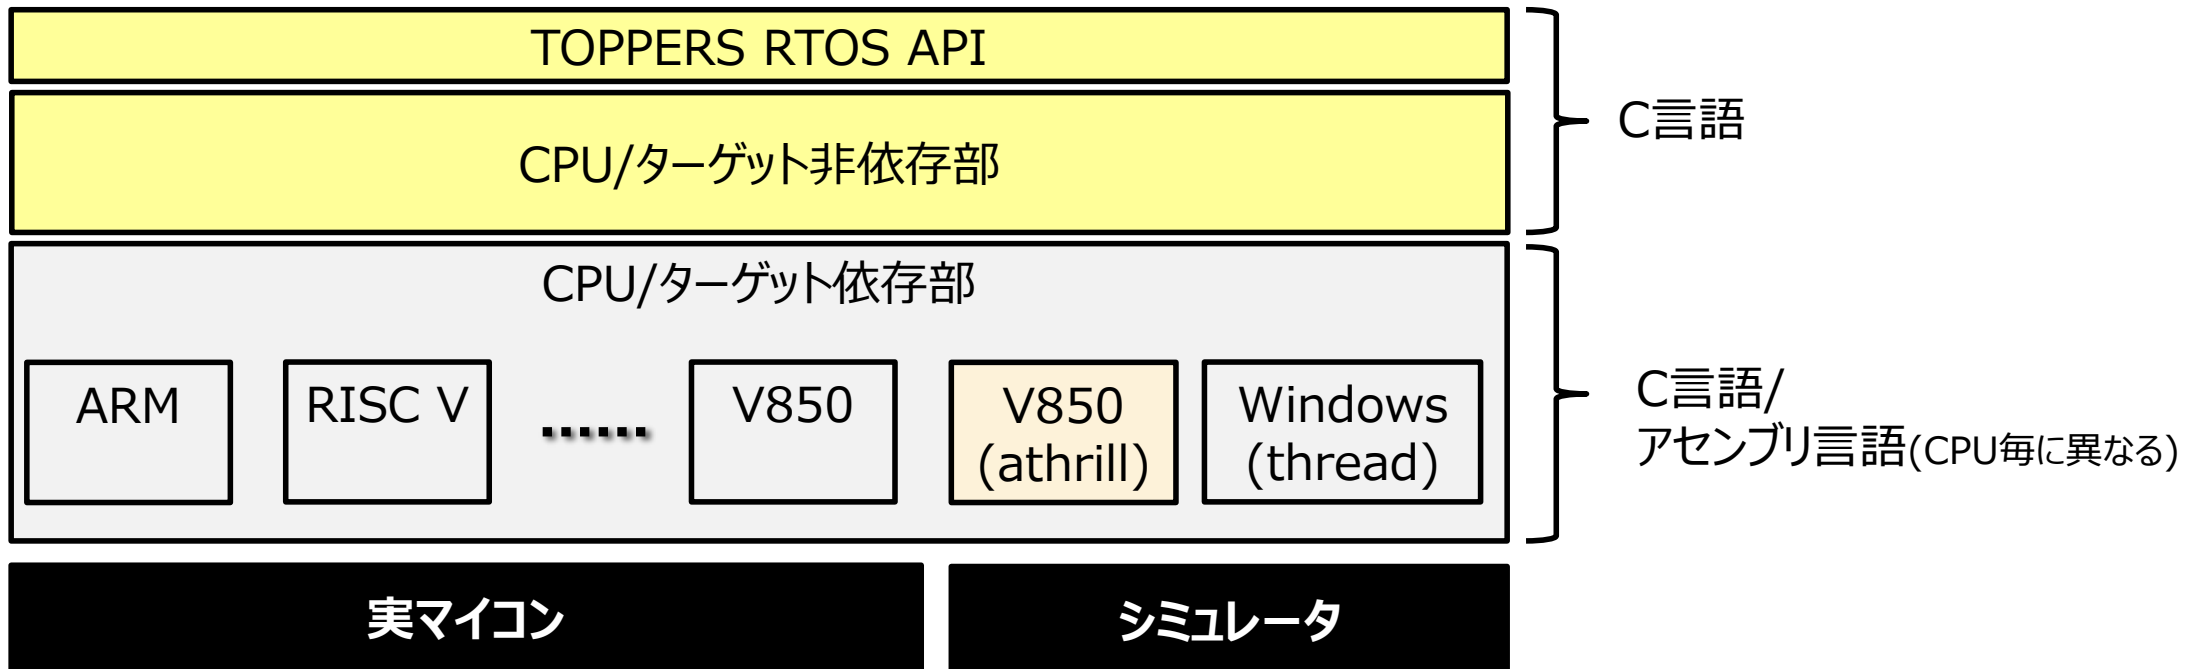 TOPPERS RTOS API
C言語
CPU/ターゲット非依存部
CPU/ターゲット依存部
ARM
RISC V
......
V850
V850
(athrill)
Windows
(thread)
C言語/
アセンブリ言語(CPU毎に異なる)
実マイコン
シミュレータ